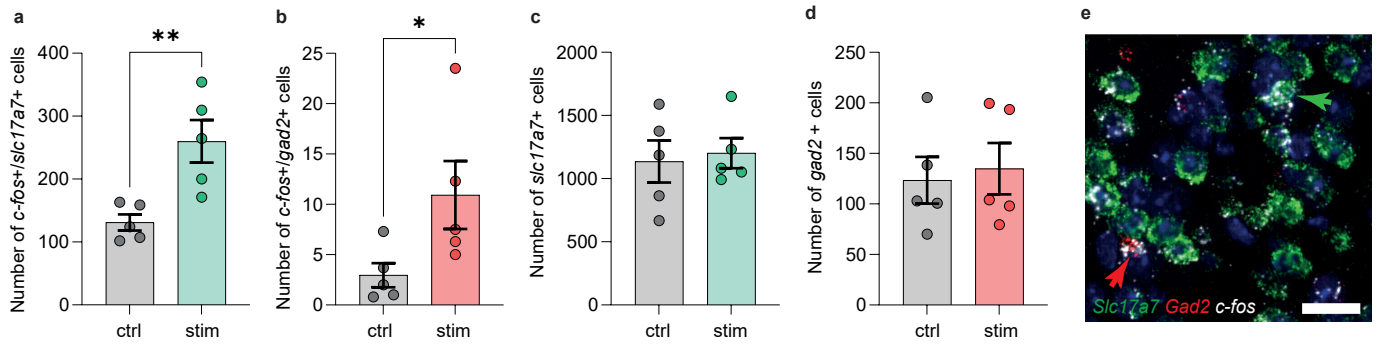 a
Number of c-fos+/slc17a7+ cells
400
300
200
100
0
**
ctrl stim
b
Number of c-fos+/gad2+ cells
25
20
15
10
5
0
*
ctrl stim
c
Number of slc17a7+ cells
2000
1500
1000
500
0
ctrl stim
d
Number of gad2 + cells
250
200
150
100
50
0
ctrl stim
e
Slc17a7 Gad2 c-fos